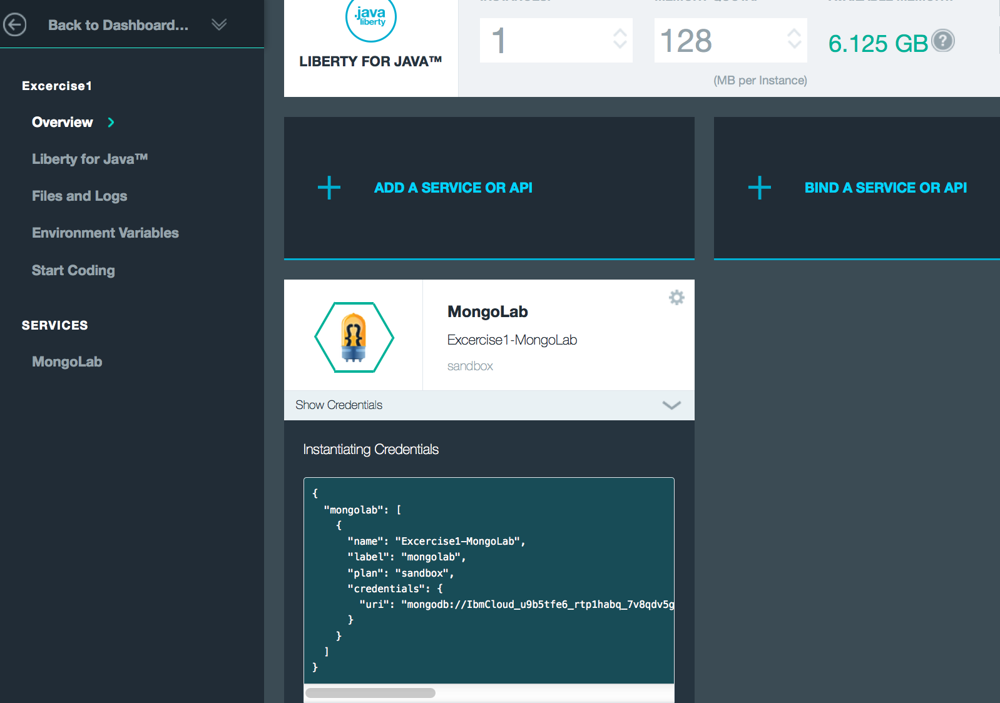 Back to Dashboard...
Excercise1
Overview
Liberty for Java™
Files and Logs
Environment Variables
Start Coding
SERVICES
MongoLab
.java
liberty
LIBERTY FOR JAVA™
1
128
(MB per Instance)
6.125 GB
?
ADD A SERVICE OR API
BIND A SERVICE OR API
MongoLab
Excercise1-MongoLab
sandbox
Show Credentials
Instantiating Credentials
{
"mongolab": [
{
"name": "Excercise1-MongoLab",
"label": "mongolab",
"plan": "sandbox",
"credentials": {
"uri": "mongodb://IbmCloud_u9b5tfe6_rtp1habq_7v8qdv5g
}
}
]
}